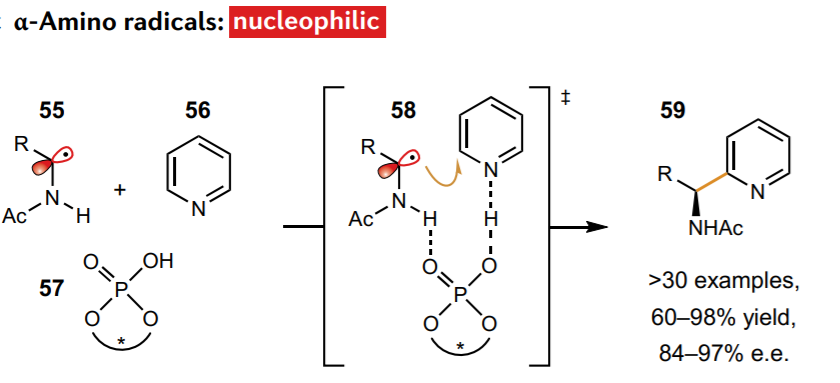 α-Amino radicals: nucleophilic
55
56
58
‡
59
R
R
R
N
N
N
N
N
Ac
H
+
Ac
H
H
NHAc
57
O
OH
P
O
O
*
O
O
P
O
O
*
>30 examples,
60–98% yield,
84–97% e.e.